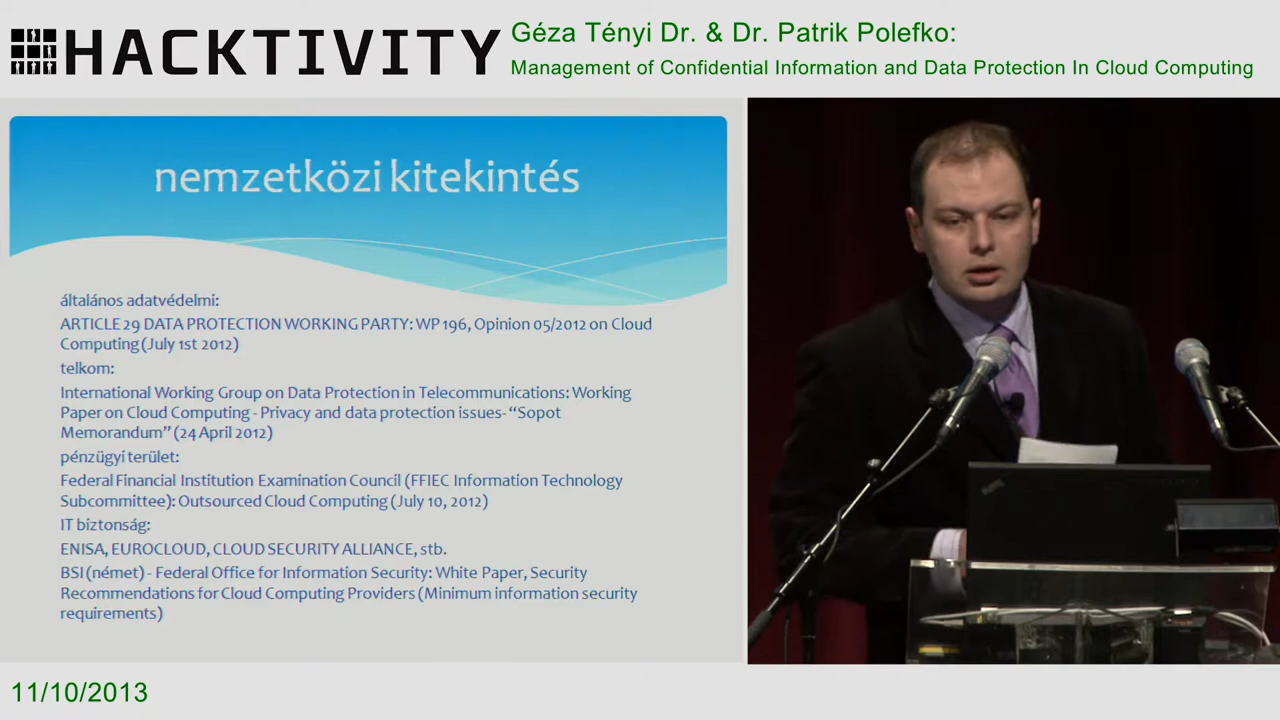 HACKTIVITY
Géza Tényi Dr. & Dr. Patrik Polefko:
Management of Confidential Information and Data Protection In Cloud Computing
nemzetközi kitekintés
általános adatvédelmi:
ARTICLE 29 DATA PROTECTION WORKING PARTY: WP 196, Opinion 05/2012 on Cloud
Computing (July 1st 2012)
telkom:
International Working Group on Data Protection in Telecommunications: Working
Paper on Cloud Computing - Privacy and data protection issues- “Sopot
Memorandum” (24 April 2012)
pénzügyi terület:
Federal Financial Institution Examination Council (FFIEC Information Technology
Subcommittee): Outsourced Cloud Computing (July 10, 2012)
IT biztonság:
ENISA, EUROCLOUD, CLOUD SECURITY ALLIANCE, stb.
BSI (német) - Federal Office for Information Security: White Paper, Security
Recommendations for Cloud Computing Providers (Minimum information security
requirements)
11/10/2013